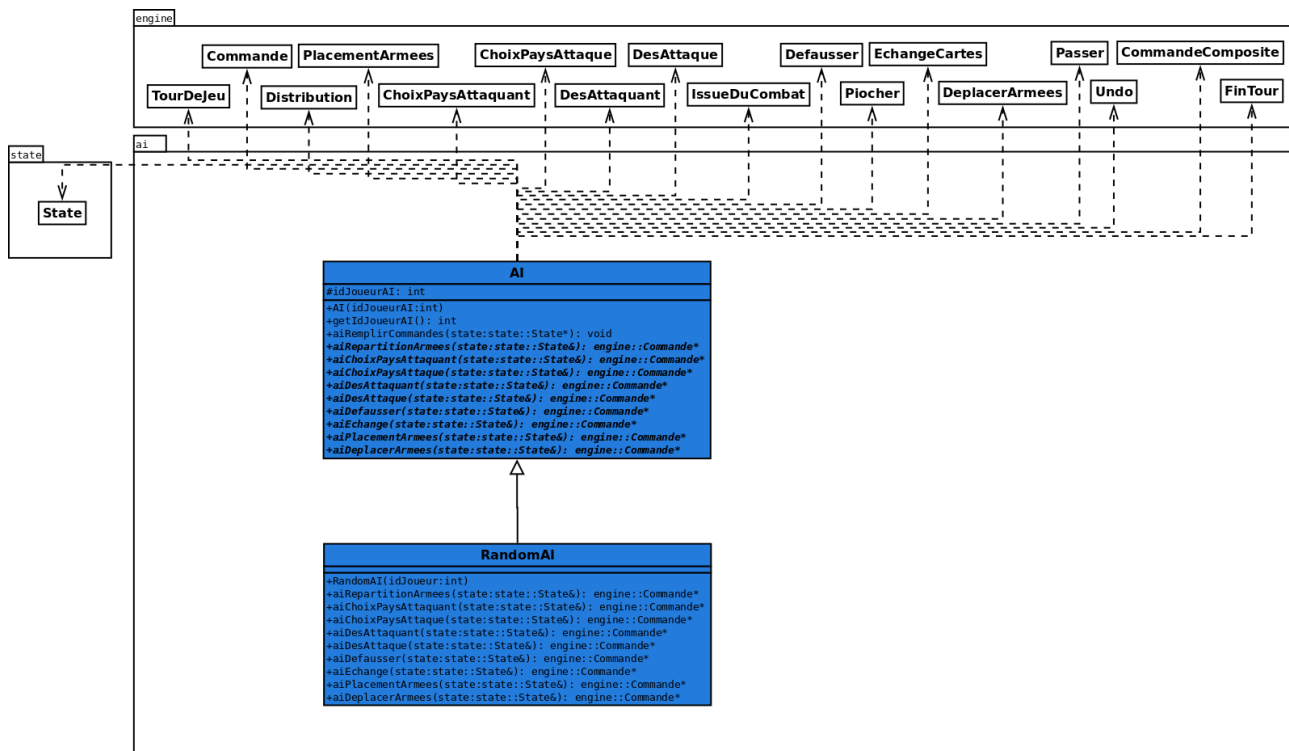 engine
Commande
PlacementArmees
ChoixPaysAttaque
DesAttaque
Defausser
EchangeCartes
Passer
CommandeComposite
TourDeJeu
Distribution
ChoixPaysAttaquant
DesAttaquant
IssueDuCombat
Piocher
DeplacerArmees
Undo
FinTour
ai
state
State
AI
#idJoueurAI: int
+AI(idJoueurAI:int)
+getIdJoueurAI(): int
+aiRemplirCommandes(state:state::State*): void
+aiRepartitionArmees(state:state::State&): engine::Commande*
+aiChoixPaysAttaquant(state:state::State&): engine::Commande*
+aiChoixPaysAttaque(state:state::State&): engine::Commande*
+aiDesAttaquant(state:state::State&): engine::Commande*
+aiDesAttaque(state:state::State&): engine::Commande*
+aiDefausser(state:state::State&): engine::Commande*
+aiEchange(state:state::State&): engine::Commande*
+aiPlacementArmees(state:state::State&): engine::Commande*
+aiDeplacerArmees(state:state::State&): engine::Commande*
RandomAI
+RandomAI(idJoueur:int)
+aiRepartitionArmees(state:state::State&): engine::Commande*
+aiChoixPaysAttaquant(state:state::State&): engine::Commande*
+aiChoixPaysAttaque(state:state::State&): engine::Commande*
+aiDesAttaquant(state:state::State&): engine::Commande*
+aiDesAttaque(state:state::State&): engine::Commande*
+aiDefausser(state:state::State&): engine::Commande*
+aiEchange(state:state::State&): engine::Commande*
+aiPlacementArmees(state:state::State&): engine::Commande*
+aiDeplacerArmees(state:state::State&): engine::Commande*